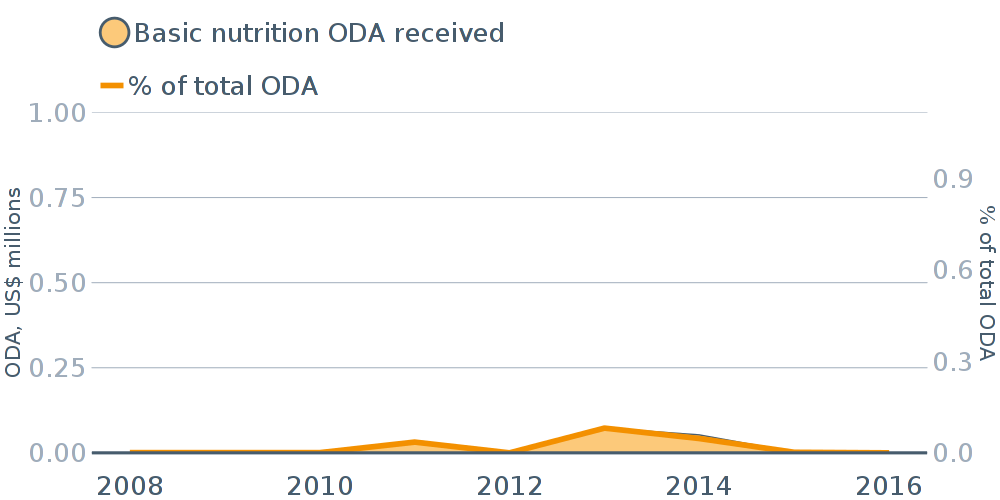 Basic nutrition ODA received
% of total ODA
1.00
0.75
0.50
0.25
0.00
ODA, US$ millions
0.9
0.6
0.3
0.0
% of total ODA
2008 2010 2012 2014 2016